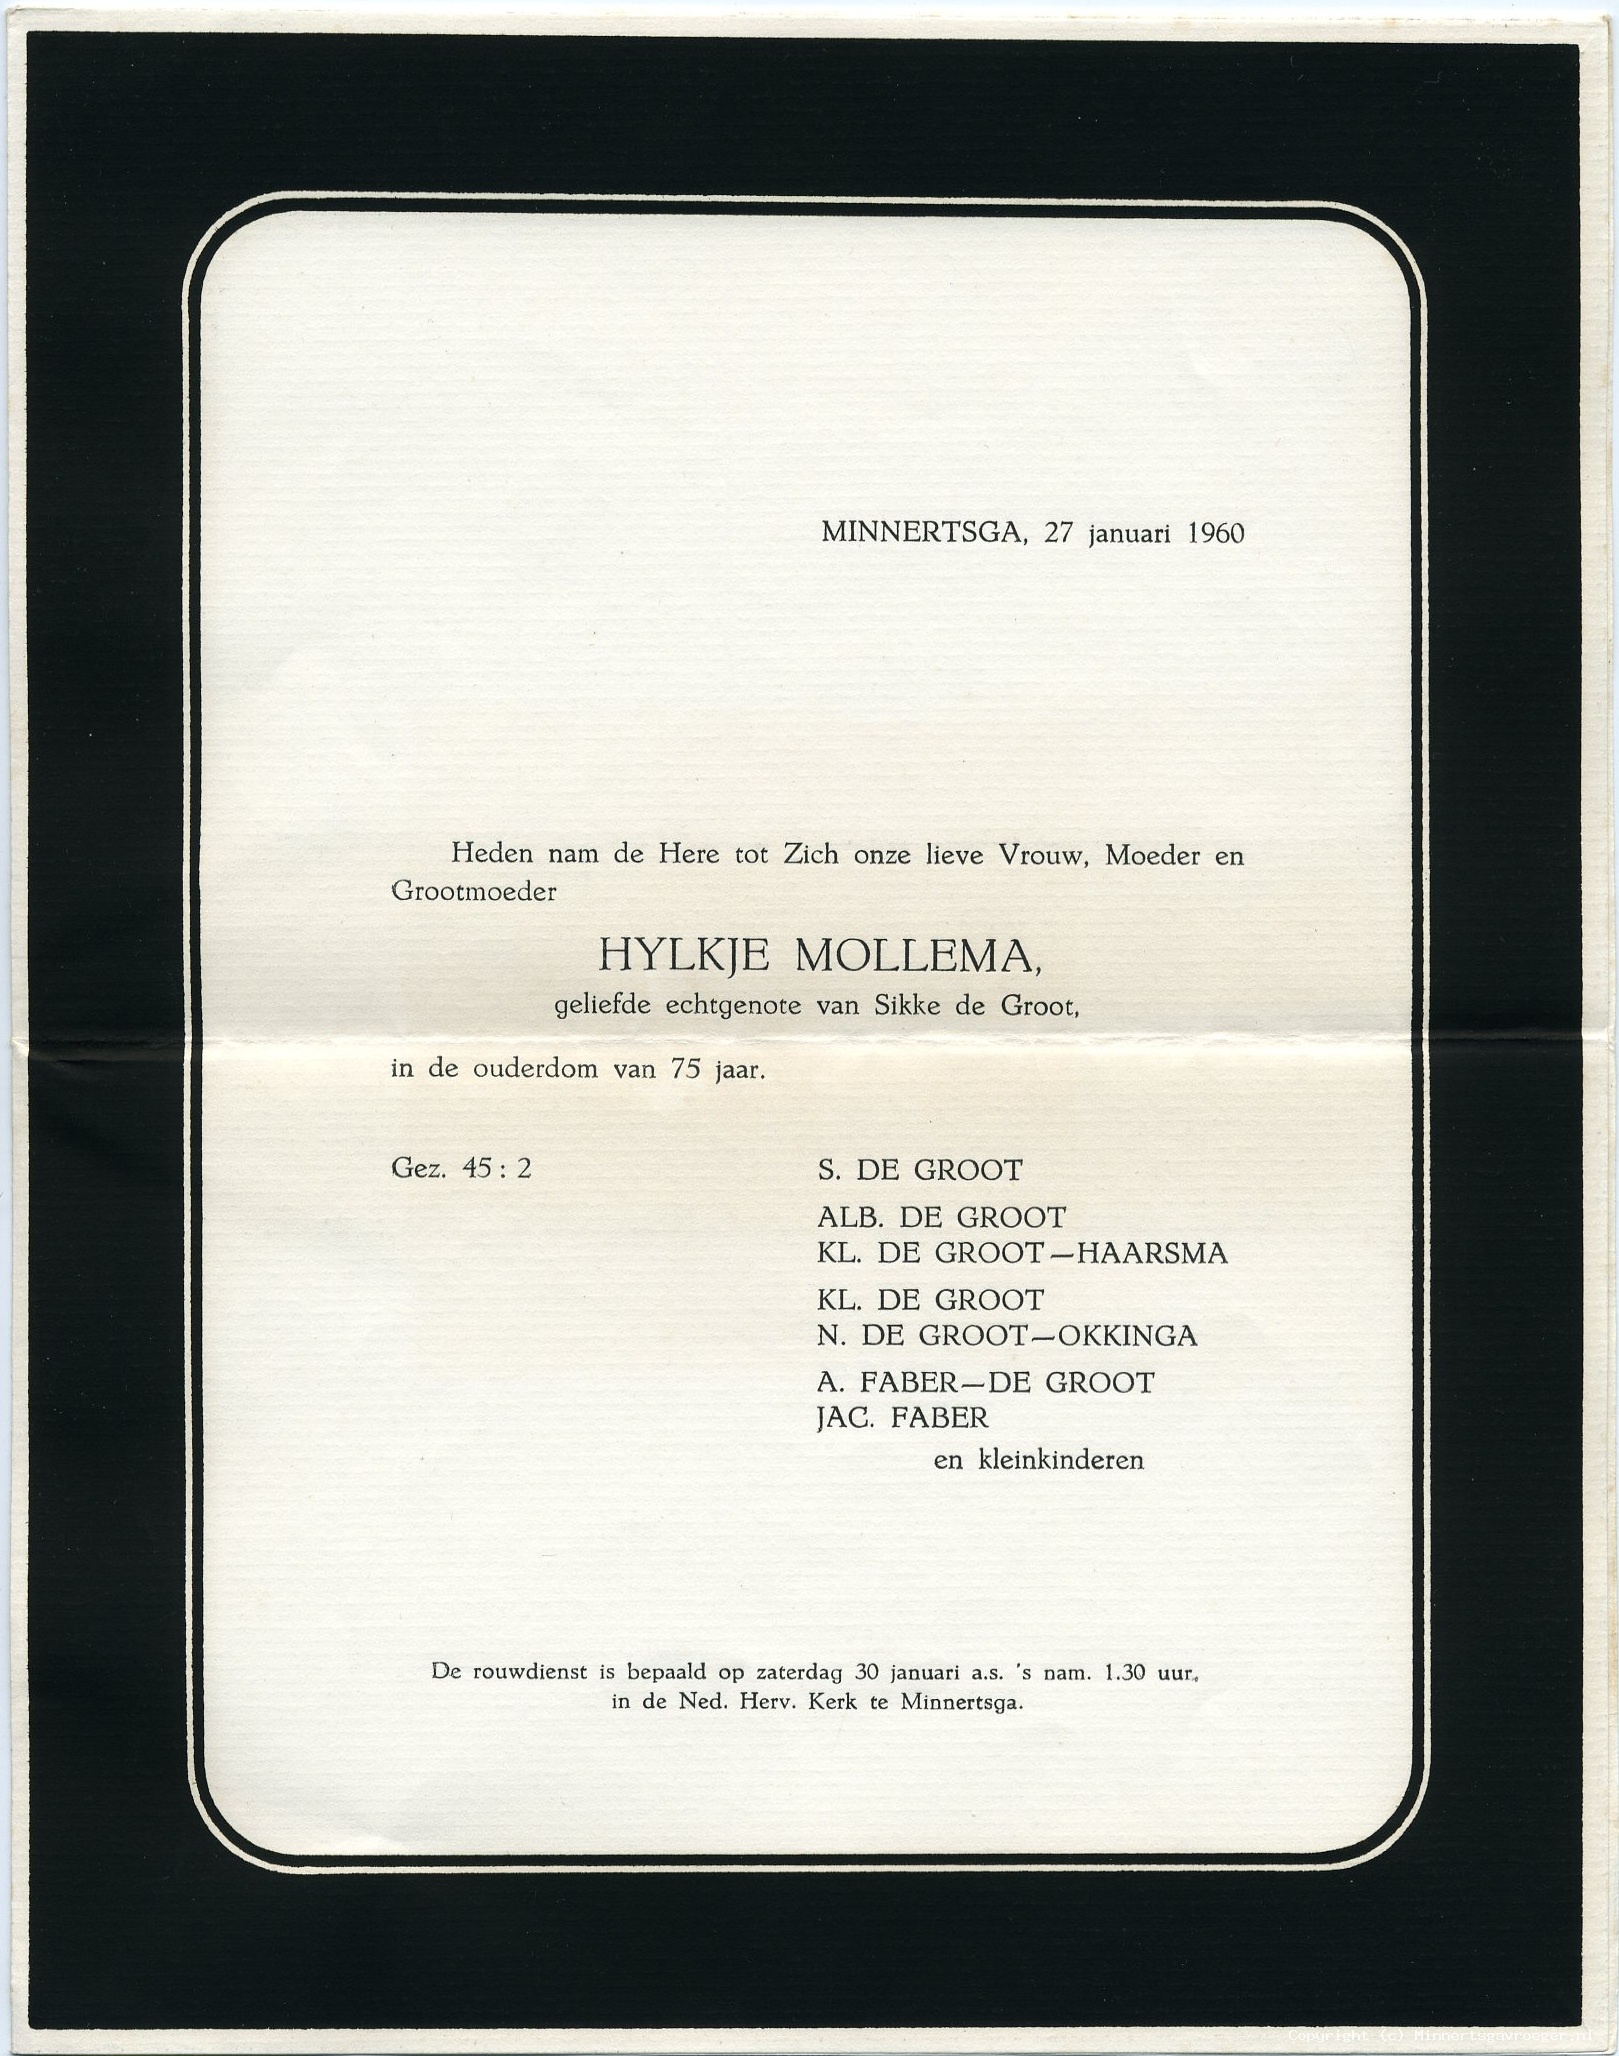 MINNERTSGA, 27 januari 1960
Heden nam de Here tot Zich onze lieve Vrouw, Moeder en
Grootmoeder
HYLKJE MOLLEMA,
geliefde echtgenote van Sikke de Groot,
in de ouderdom van 75 jaar.
Gez. 45 : 2
S. DE GROOT
ALB. DE GROOT
KL. DE GROOT—HAARSMA
KL. DE GROOT
N. DE GROOT—OKKINGA
A. FABER—DE GROOT
JAC. FABER
en kleinkinderen
De rouwdienst is bepaald op zaterdag 30 januari a.s. 's nam. 1.30 uur,
in de Ned. Herv. Kerk te Minnertsga.
Copyright (c) Minnertsgavroeger.nl